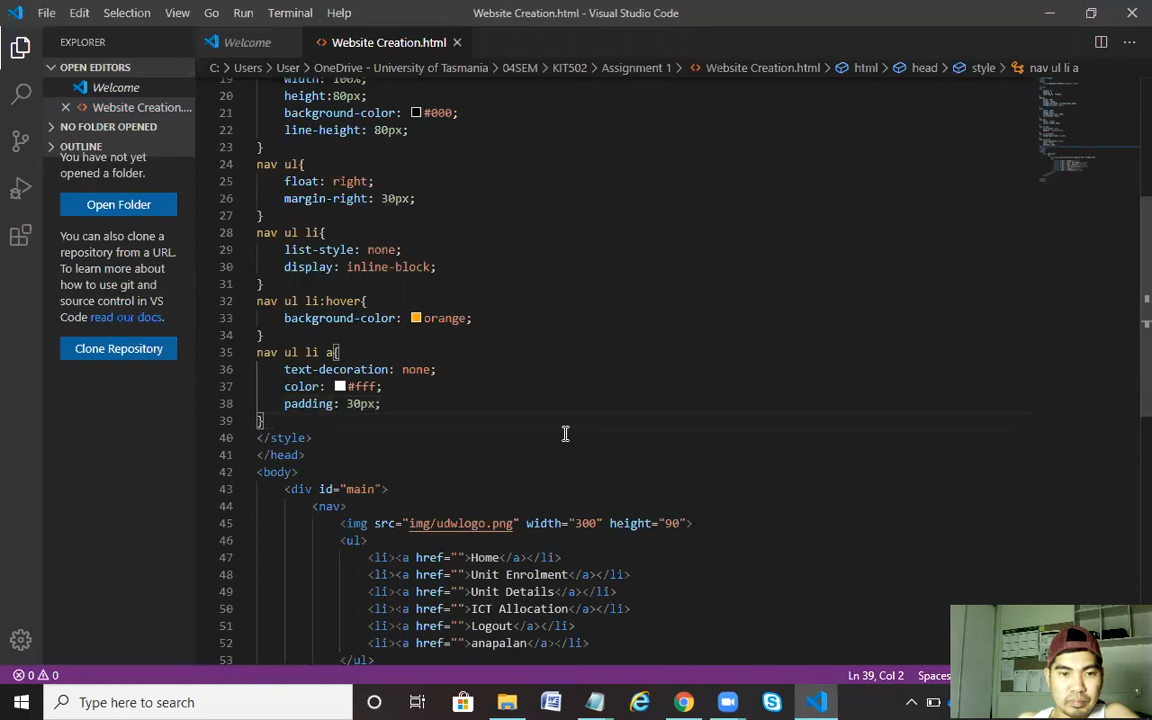 File Edit Selection View Go Run Terminal Help Website Creation.html - Visual Studio Code
EXPLORER Welcome Website Creation.html
OPEN EDITORS C: > Users > User > OneDrive - University of Tasmania > 04SEM > KIT502 > Assignment 1 > Website Creation.html > html > head > style > nav ul li a
Welcome
Website Creation....
NO FOLDER OPENED
OUTLINE
You have not yet
opened a folder.
Open Folder
You can also clone a
repository from a URL.
To learn more about
how to use git and
source control in VS
Code read our docs.
Clone Repository
19 width: 100%;
20 height:80px;
21 background-color: #000;
22 line-height: 80px;
23 }
24 nav ul{
25 float: right;
26 margin-right: 30px;
27 }
28 nav ul li{
29 list-style: none;
30 display: inline-block;
31 }
32 nav ul li:hover{
33 background-color: orange;
34 }
35 nav ul li a{
36 text-decoration: none;
37 color: #fff;
38 padding: 30px;
39 }
40 </style>
41 </head>
42 <body>
43 <div id="main">
44 <nav>
45 <img src="img/udwlogo.png" width="300" height="90">
46 <ul>
47 <li><a href="">Home</a></li>
48 <li><a href="">Unit Enrolment</a></li>
49 <li><a href="">Unit Details</a></li>
50 <li><a href="">ICT Allocation</a></li>
51 <li><a href="">Logout</a></li>
52 <li><a href="">anapalan</a></li>
53 </ul>
0 0 Ln 39, Col 2 Spaces
Type here to search